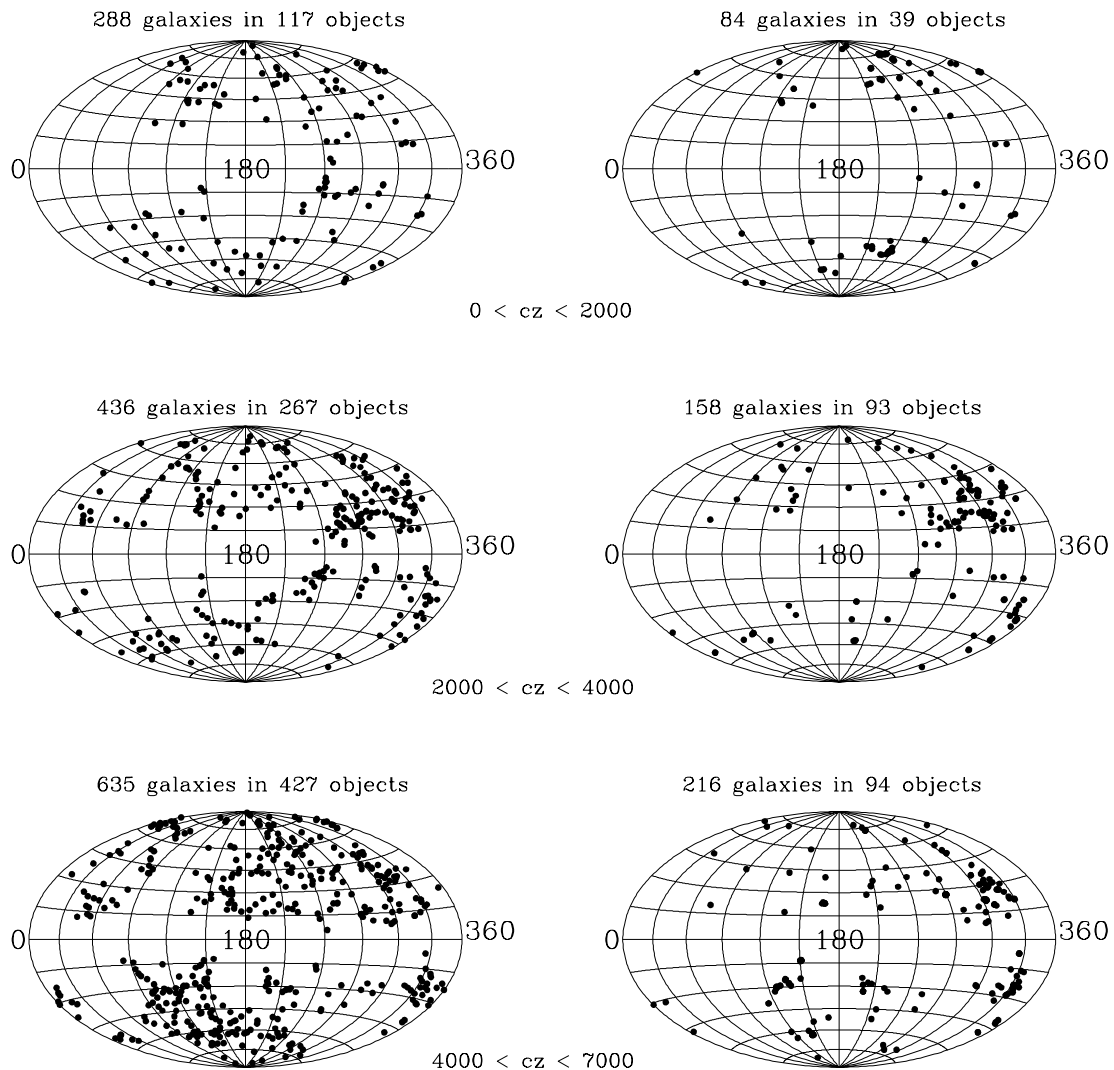 288 galaxies in 117 objects
84 galaxies in 39 objects
0
180
360
0
180
360
0 < cz < 2000
436 galaxies in 267 objects
158 galaxies in 93 objects
0
180
360
0
180
360
2000 < cz < 4000
635 galaxies in 427 objects
216 galaxies in 94 objects
0
180
360
0
180
360
4000 < cz < 7000